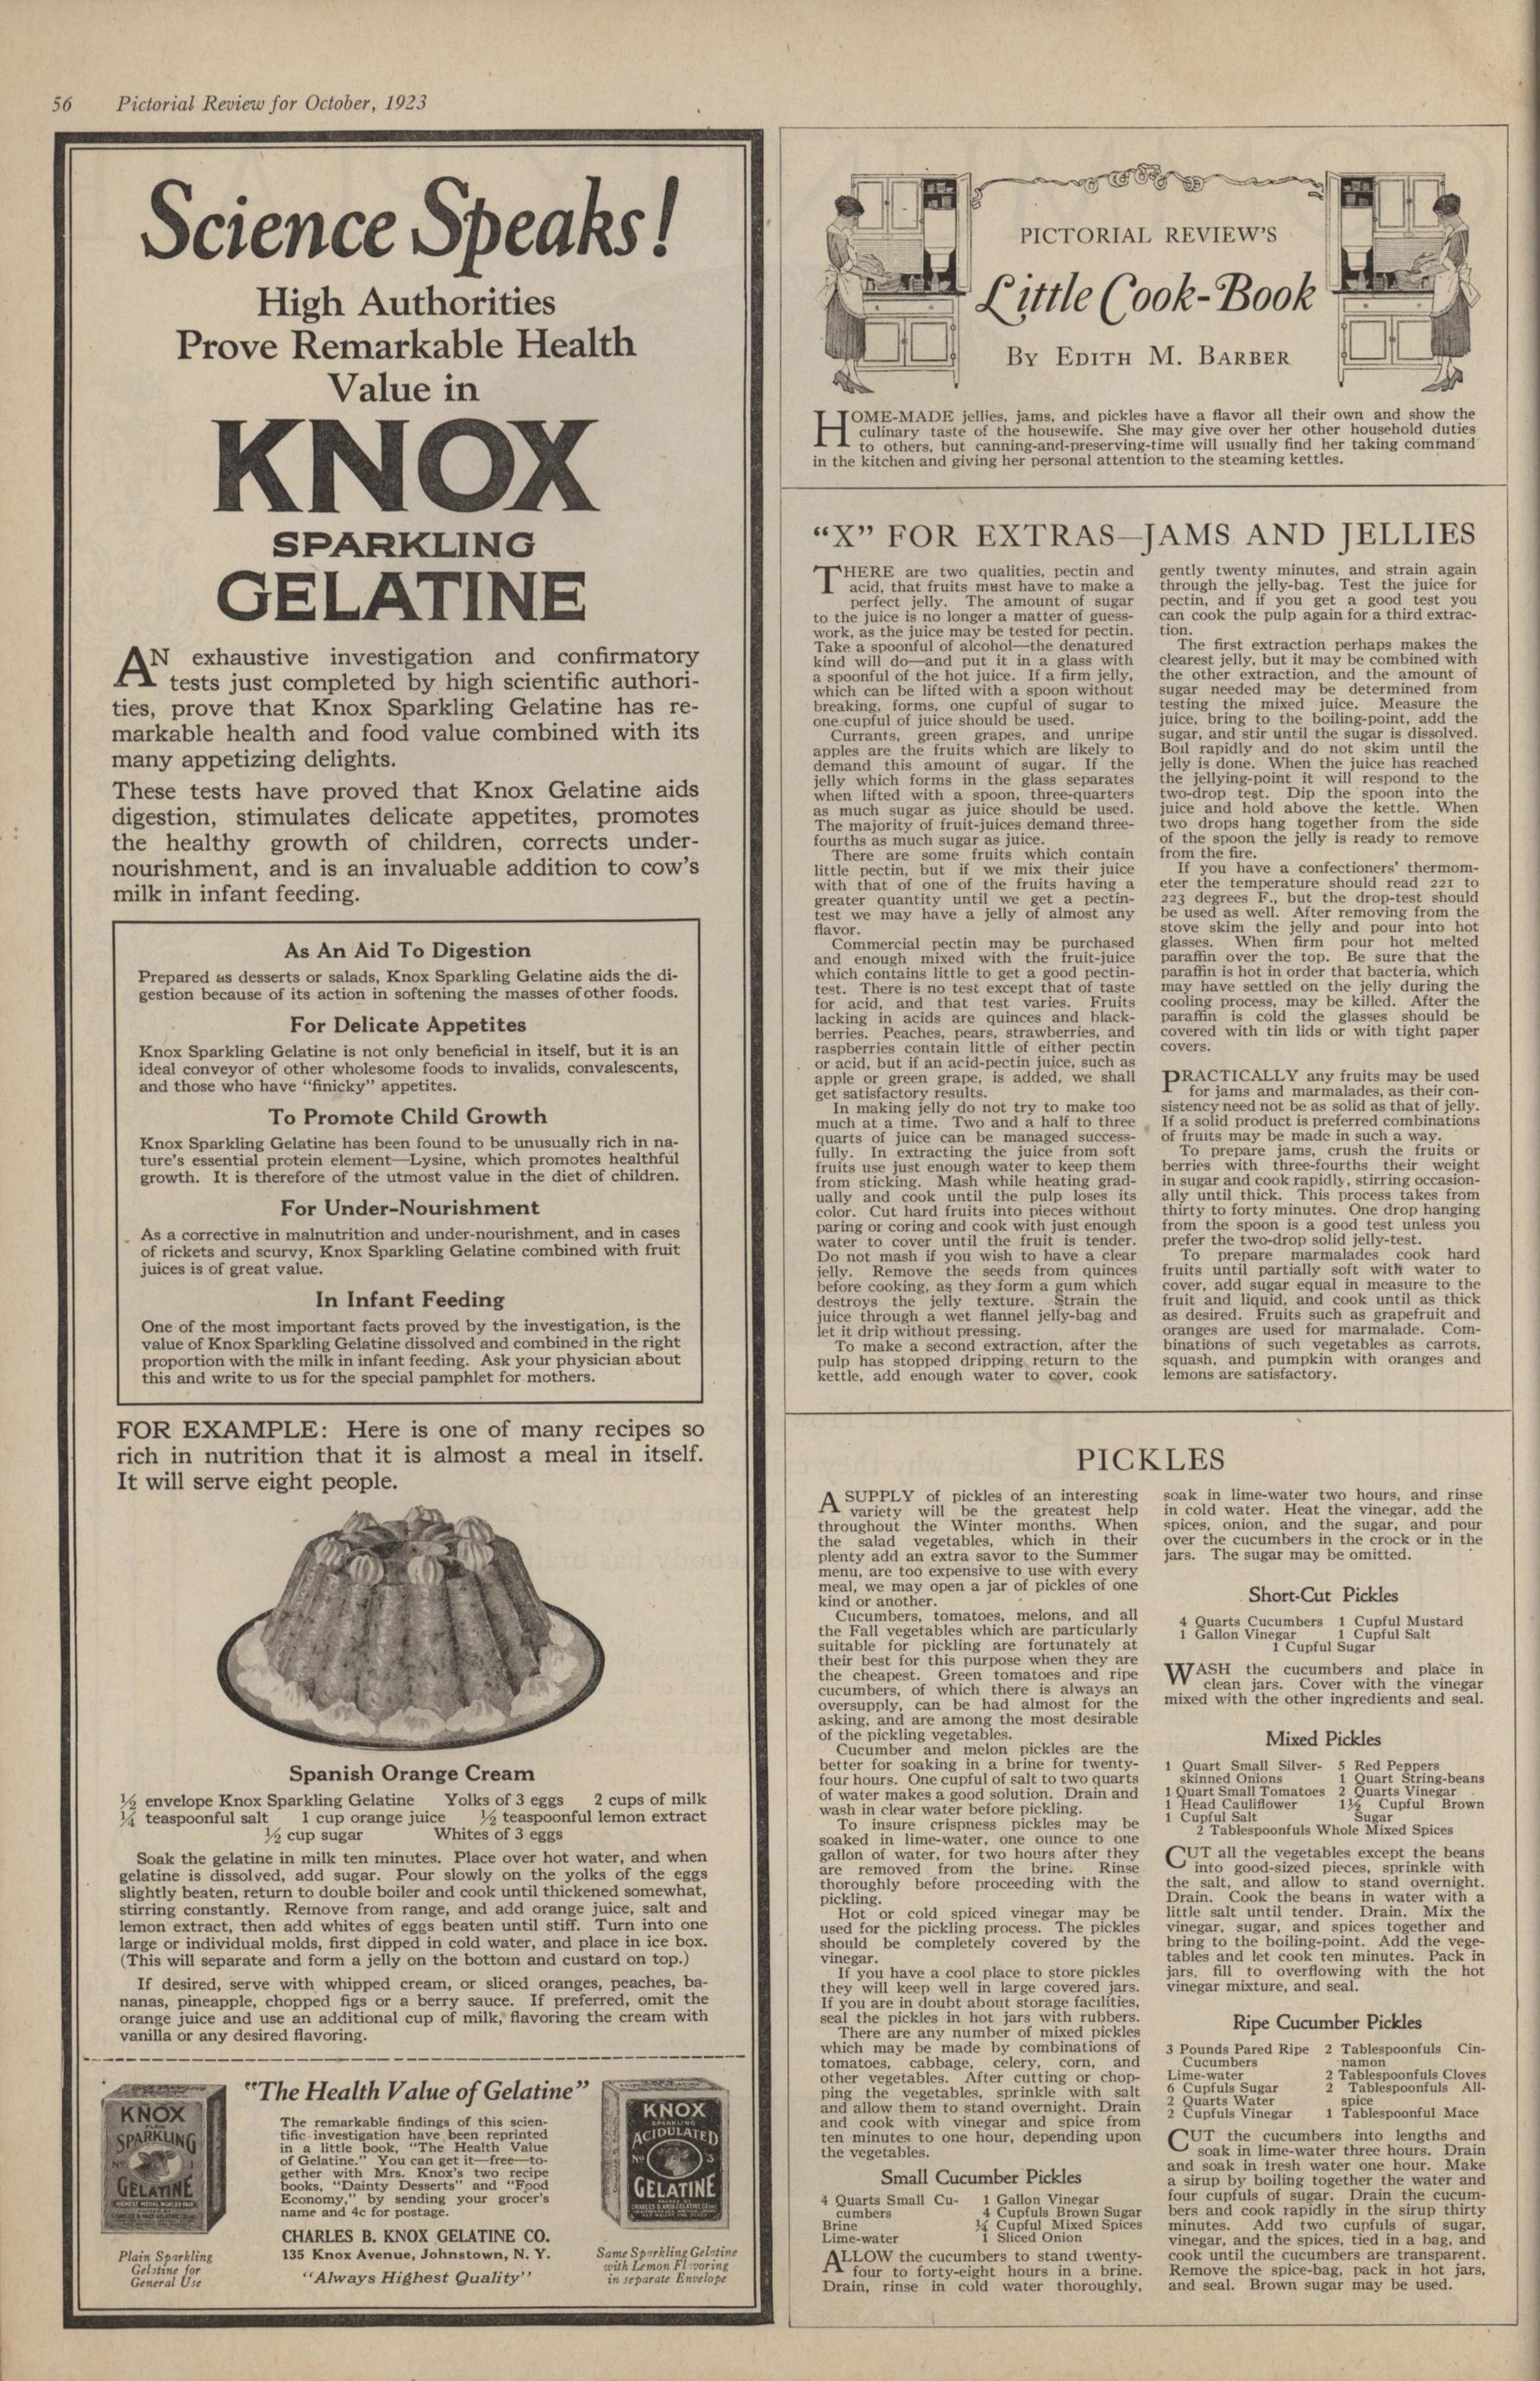 56 Pictorial Review for October, 1923
Science Speaks!
High Authorities
Prove Remarkable Health
Value in
KNOX
SPARKLING
GELATINE
AN exhaustive investigation and confirmatory
tests just completed by high scientific authori-
ties, prove that Knox Sparkling Gelatine has re-
markable health and food value combined with its
many appetizing delights.
These tests have proved that Knox Gelatine aids
digestion, stimulates delicate appetites, promotes
the healthy growth of children, corrects under-
nourishment, and is an invaluable addition to cow's
milk in infant feeding.
As An Aid To Digestion
Prepared as desserts or salads, Knox Sparkling Gelatine aids the di-
gestion because of its action in softening the masses of other foods.
For Delicate Appetites
Knox Sparkling Gelatine is not only beneficial in itself, but it is an
ideal conveyor of other wholesome foods to invalids, convalescents,
and those who have "finicky" appetites.
To Promote Child Growth
Knox Sparkling Gelatine has been found to be unusually rich in na-
ture's essential protein element—Lysine, which promotes healthful
growth. It is therefore of the utmost value in the diet of children.
For Under-Nourishment
As a corrective in malnutrition and under-nourishment, and in cases
of rickets and scurvy, Knox Sparkling Gelatine combined with fruit
juices is of great value.
In Infant Feeding
One of the most important facts proved by the investigation, is the
value of Knox Sparkling Gelatine dissolved and combined in the right
proportion with the milk in infant feeding. Ask your physician about
this and write to us for the special pamphlet for mothers.
FOR EXAMPLE: Here is one of many recipes so
rich in nutrition that it is almost a meal in itself.
It will serve eight people.
Spanish Orange Cream
½ envelope Knox Sparkling Gelatine Yolks of 3 eggs 2 cups of milk
¼ teaspoonful salt 1 cup orange juice ½ teaspoonful lemon extract
½ cup sugar Whites of 3 eggs
Soak the gelatine in milk ten minutes. Place over hot water, and when
gelatine is dissolved, add sugar. Pour slowly on the yolks of the eggs
slightly beaten, return to double boiler and cook until thickened somewhat,
stirring constantly. Remove from range, and add orange juice, salt and
lemon extract, then add whites of eggs beaten until stiff. Turn into one
large or individual molds, first dipped in cold water, and place in ice box.
(This will separate and form a jelly on the bottom and custard on top.)
If desired, serve with whipped cream, or sliced oranges, peaches, ba-
nanas, pineapple, chopped figs or a berry sauce. If preferred, omit the
orange juice and use an additional cup of milk, flavoring the cream with
vanilla or any desired flavoring.
KNOX
SPARKLING
GELATINE
Plain Sparkling
Gelatine for
General Use
"The Health Value of Gelatine"
The remarkable findings of this scien-
tific investigation have been reprinted
in a little book, "The Health Value
of Gelatine." You can get it—free—to-
gether with Mrs. Knox's two recipe
books, "Dainty Desserts" and "Food
Economy," by sending your grocer's
name and 4c for postage.
CHARLES B. KNOX GELATINE CO.
135 Knox Avenue, Johnstown, N. Y.
"Always Highest Quality"
KNOX
SPARKLING
ACIDULATED
No 3
GELATINE
Same Sparkling Gelatine
with Lemon Flavoring
in separate Envelope
PICTORIAL REVIEW'S
Little Cook-Book
BY EDITH M. BARBER
HOME-MADE jellies, jams, and pickles have a flavor all their own and show the
culinary taste of the housewife. She may give over her other household duties
to others, but canning-and-preserving-time will usually find her taking command
in the kitchen and giving her personal attention to the steaming kettles.
"X" FOR EXTRAS—JAMS AND JELLIES
THERE are two qualities, pectin and
acid, that fruits must have to make a
perfect jelly. The amount of sugar
to the juice is no longer a matter of guess-
work, as the juice may be tested for pectin.
Take a spoonful of alcohol—the denatured
kind will do—and put it in a glass with
a spoonful of the hot juice. If a firm jelly,
which can be lifted with a spoon without
breaking, forms, one cupful of sugar to
one cupful of juice should be used.
Currants, green grapes, and unripe
apples are the fruits which are likely to
demand this amount of sugar. If the
jelly which forms in the glass separates
when lifted with a spoon, three-quarters
as much sugar as juice should be used.
The majority of fruit-juices demand three-
fourths as much sugar as juice.
There are some fruits which contain
little pectin, but if we mix their juice
with that of one of the fruits having a
greater quantity until we get a pectin-
test we may have a jelly of almost any
flavor.
Commercial pectin may be purchased
and enough mixed with the fruit-juice
which contains little to get a good pectin-
test. There is no test except that of taste
for acid, and that test varies. Fruits
lacking in acids are quinces and black-
berries. Peaches, pears, strawberries, and
raspberries contain little of either pectin
or acid, but if an acid-pectin juice, such as
apple or green grape, is added, we shall
get satisfactory results.
In making jelly do not try to make too
much at a time. Two and a half to three
quarts of juice can be managed success-
fully. In extracting the juice from soft
fruits use just enough water to keep them
from sticking. Mash while heating grad-
ually and cook until the pulp loses its
color. Cut hard fruits into pieces without
paring or coring and cook with just enough
water to cover until the fruit is tender.
Do not mash if you wish to have a clear
jelly. Remove the seeds from quinces
before cooking, as they form a gum which
destroys the jelly texture. Strain the
juice through a wet flannel jelly-bag and
let it drip without pressing.
To make a second extraction, after the
pulp has stopped dripping return to the
kettle, add enough water to cover, cook
gently twenty minutes, and strain again
through the jelly-bag. Test the juice for
pectin, and if you get a good test you
can cook the pulp again for a third extrac-
tion.
The first extraction perhaps makes the
clearest jelly, but it may be combined with
the other extraction, and the amount of
sugar needed may be determined from
testing the mixed juice. Measure the
juice, bring to the boiling-point, add the
sugar, and stir until the sugar is dissolved.
Boil rapidly and do not skim until the
jelly is done. When the juice has reached
the jellying-point it will respond to the
two-drop test. Dip the spoon into the
juice and hold above the kettle. When
two drops hang together from the side
of the spoon the jelly is ready to remove
from the fire.
If you have a confectioners' thermom-
eter the temperature should read 221 to
223 degrees F., but the drop-test should
be used as well. After removing from the
stove skim the jelly and pour into hot
glasses. When firm pour hot melted
paraffin over the top. Be sure that the
paraffin is hot in order that bacteria, which
may have settled on the jelly during the
cooling process, may be killed. After the
paraffin is cold the glasses should be
covered with tin lids or with tight paper
covers.
PRACTICALLY any fruits may be used
for jams and marmalades, as their con-
sistency need not be as solid as that of jelly.
If a solid product is preferred combinations
of fruits may be made in such a way.
To prepare jams, crush the fruits or
berries with three-fourths their weight
in sugar and cook rapidly, stirring occasion-
ally until thick. This process takes from
thirty to forty minutes. One drop hanging
from the spoon is a good test unless you
prefer the two-drop solid jelly-test.
To prepare marmalades cook hard
fruits until partially soft with water to
cover, add sugar equal in measure to the
fruit and liquid, and cook until as thick
as desired. Fruits such as grapefruit and
oranges are used for marmalade. Com-
binations of such vegetables as carrots,
squash, and pumpkin with oranges and
lemons are satisfactory.
PICKLES
A SUPPLY of pickles of an interesting
variety will be the greatest help
throughout the Winter months. When
the salad vegetables, which in their
plenty add an extra savor to the Summer
menu, are too expensive to use with every
meal, we may open a jar of pickles of one
kind or another.
Cucumbers, tomatoes, melons, and all
the Fall vegetables which are particularly
suitable for pickling are fortunately at
their best for this purpose when they are
the cheapest. Green tomatoes and ripe
cucumbers, of which there is always an
oversupply, can be had almost for the
asking, and are among the most desirable
of the pickling vegetables.
Cucumber and melon pickles are the
better for soaking in a brine for twenty-
four hours. One cupful of salt to two quarts
of water makes a good solution. Drain and
wash in clear water before pickling.
To insure crispness pickles may be
soaked in lime-water, one ounce to one
gallon of water, for two hours after they
are removed from the brine. Rinse
thoroughly before proceeding with the
pickling.
Hot or cold spiced vinegar may be
used for the pickling process. The pickles
should be completely covered by the
vinegar.
If you have a cool place to store pickles
they will keep well in large covered jars.
If you are in doubt about storage facilities,
seal the pickles in hot jars with rubbers.
There are any number of mixed pickles
which may be made by combinations of
tomatoes, cabbage, celery, corn, and
other vegetables. After cutting or chop-
ping the vegetables, sprinkle with salt
and allow them to stand overnight. Drain
and cook with vinegar and spice from
ten minutes to one hour, depending upon
the vegetables.
Small Cucumber Pickles
4 Quarts Small Cu- 1 Gallon Vinegar
cumbers 4 Cupfuls Brown Sugar
Brine ¼ Cupful Mixed Spices
Lime-water 1 Sliced Onion
ALLOW the cucumbers to stand twenty-
four to forty-eight hours in a brine.
Drain, rinse in cold water thoroughly,
soak in lime-water two hours, and rinse
in cold water. Heat the vinegar, add the
spices, onion, and the sugar, and pour
over the cucumbers in the crock or in the
jars. The sugar may be omitted.
Short-Cut Pickles
4 Quarts Cucumbers 1 Cupful Mustard
1 Gallon Vinegar 1 Cupful Salt
1 Cupful Sugar
WASH the cucumbers and place in
clean jars. Cover with the vinegar
mixed with the other ingredients and seal.
Mixed Pickles
1 Quart Small Silver- 5 Red Peppers
skinned Onions 1 Quart String-beans
1 Quart Small Tomatoes 2 Quarts Vinegar
1 Head Cauliflower 1½ Cupful Brown
1 Cupful Salt Sugar
2 Tablespoonfuls Whole Mixed Spices
CUT all the vegetables except the beans
into good-sized pieces, sprinkle with
the salt, and allow to stand overnight.
Drain. Cook the beans in water with a
little salt until tender. Drain. Mix the
vinegar, sugar, and spices together and
bring to the boiling-point. Add the vege-
tables and let cook ten minutes. Pack in
jars, fill to overflowing with the hot
vinegar mixture, and seal.
Ripe Cucumber Pickles
3 Pounds Pared Ripe 2 Tablespoonfuls Cin-
Cucumbers namon
Lime-water 2 Tablespoonfuls Cloves
6 Cupfuls Sugar 2 Tablespoonfuls All-
2 Quarts Water spice
2 Cupfuls Vinegar 1 Tablespoonful Mace
CUT the cucumbers into lengths and
soak in lime-water three hours. Drain
and soak in fresh water one hour. Make
a sirup by boiling together the water and
four cupfuls of sugar. Drain the cucum-
bers and cook rapidly in the sirup thirty
minutes. Add two cupfuls of sugar,
vinegar, and the spices, tied in a bag, and
cook until the cucumbers are transparent.
Remove the spice-bag, pack in hot jars,
and seal. Brown sugar may be used.